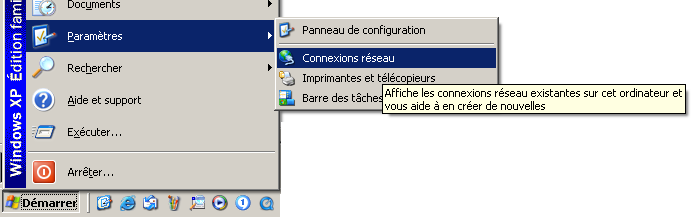 Documents
Paramètres
Rechercher
Aide et support
Exécuter...
Arrêter...
Windows XP Édition fami
Panneau de configuration
Connexions réseau
Imprimantes et télécopieurs
Barre des tâches
Affiche les connexions réseau existantes sur cet ordinateur et
vous aide à en créer de nouvelles
Démarrer